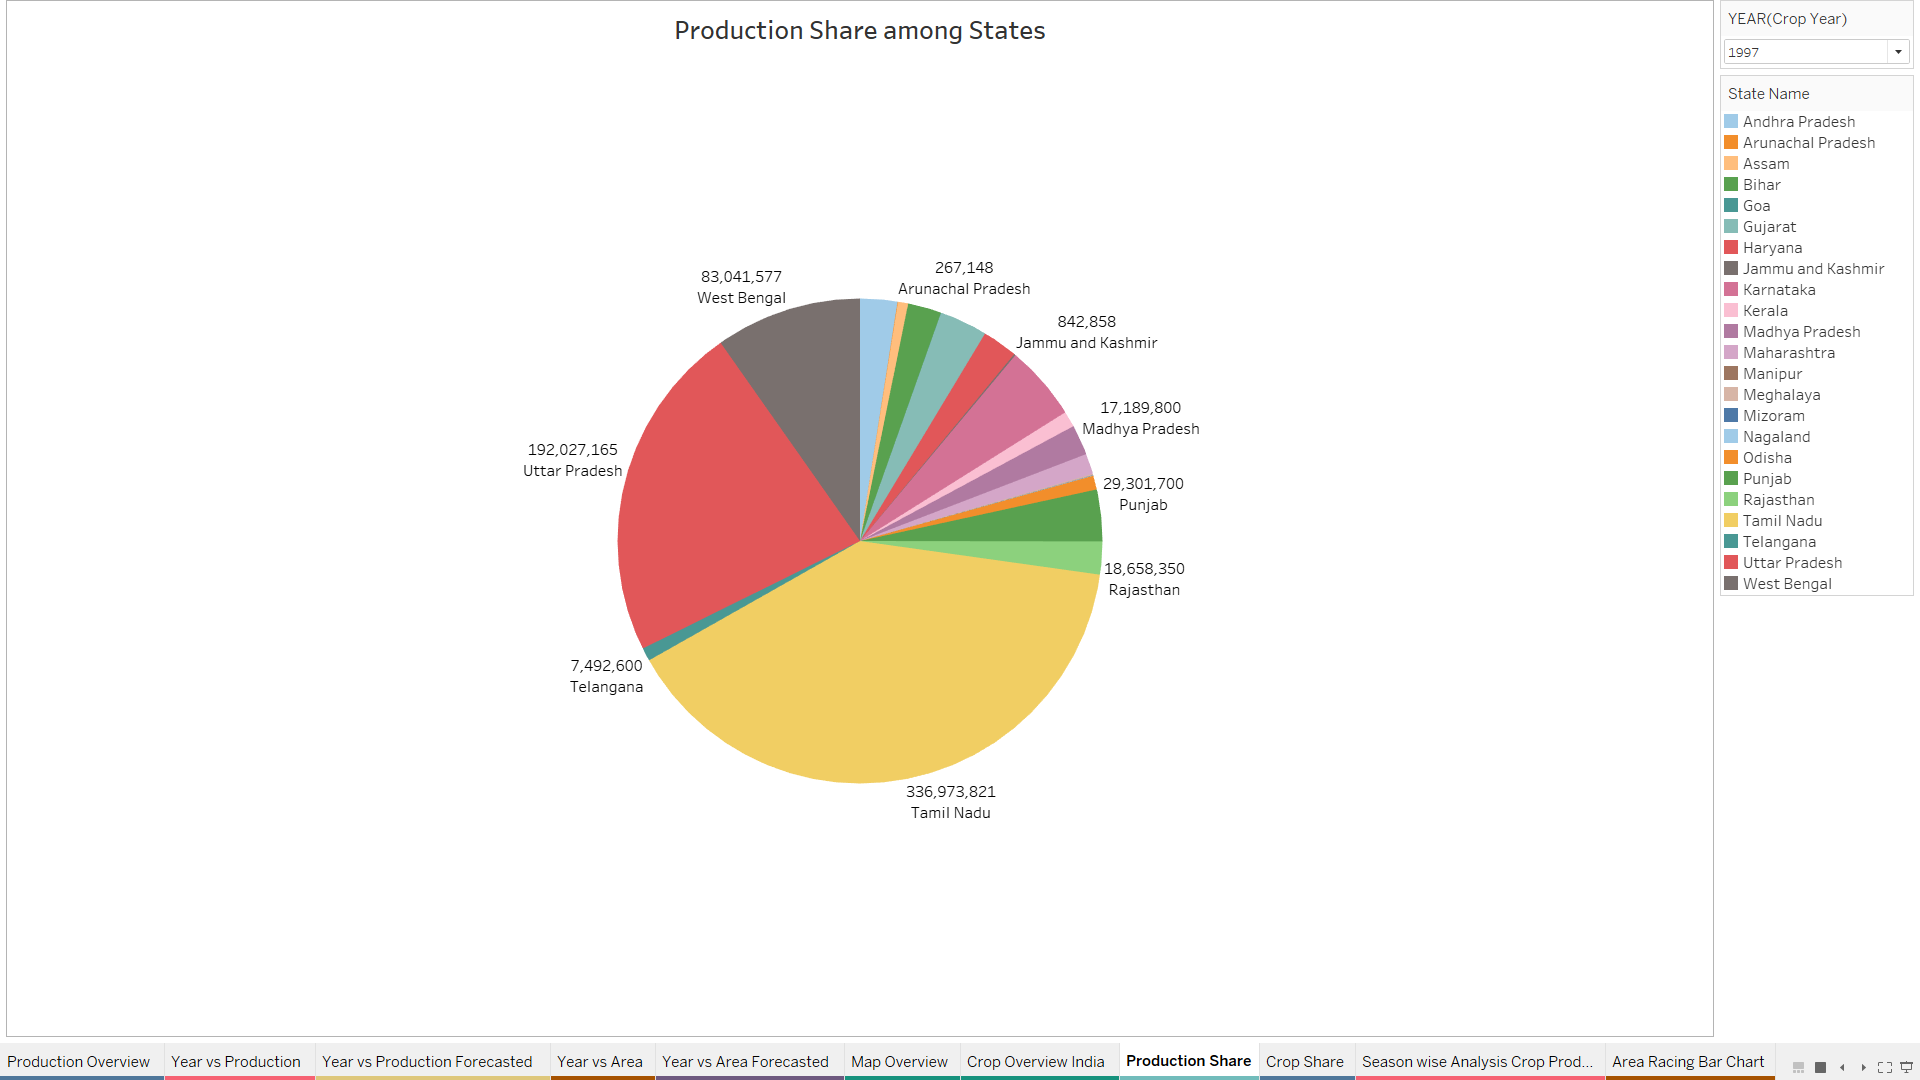 Production Share among States
YEAR(Crop Year)
1997
State Name
Andhra Pradesh
Arunachal Pradesh
Assam
Bihar
Goa
Gujarat
Haryana
Jammu and Kashmir
Karnataka
Kerala
Madhya Pradesh
Maharashtra
Manipur
Meghalaya
Mizoram
Nagaland
Odisha
Punjab
Rajasthan
Tamil Nadu
Telangana
Uttar Pradesh
West Bengal
83,041,577
West Bengal
267,148
Arunachal Pradesh
842,858
Jammu and Kashmir
17,189,800
Madhya Pradesh
192,027,165
Uttar Pradesh
29,301,700
Punjab
18,658,350
Rajasthan
7,492,600
Telangana
336,973,821
Tamil Nadu
Production Overview
Year vs Production
Year vs Production Forecasted
Year vs Area
Year vs Area Forecasted
Map Overview
Crop Overview India
Production Share
Crop Share
Season wise Analysis Crop Prod...
Area Racing Bar Chart